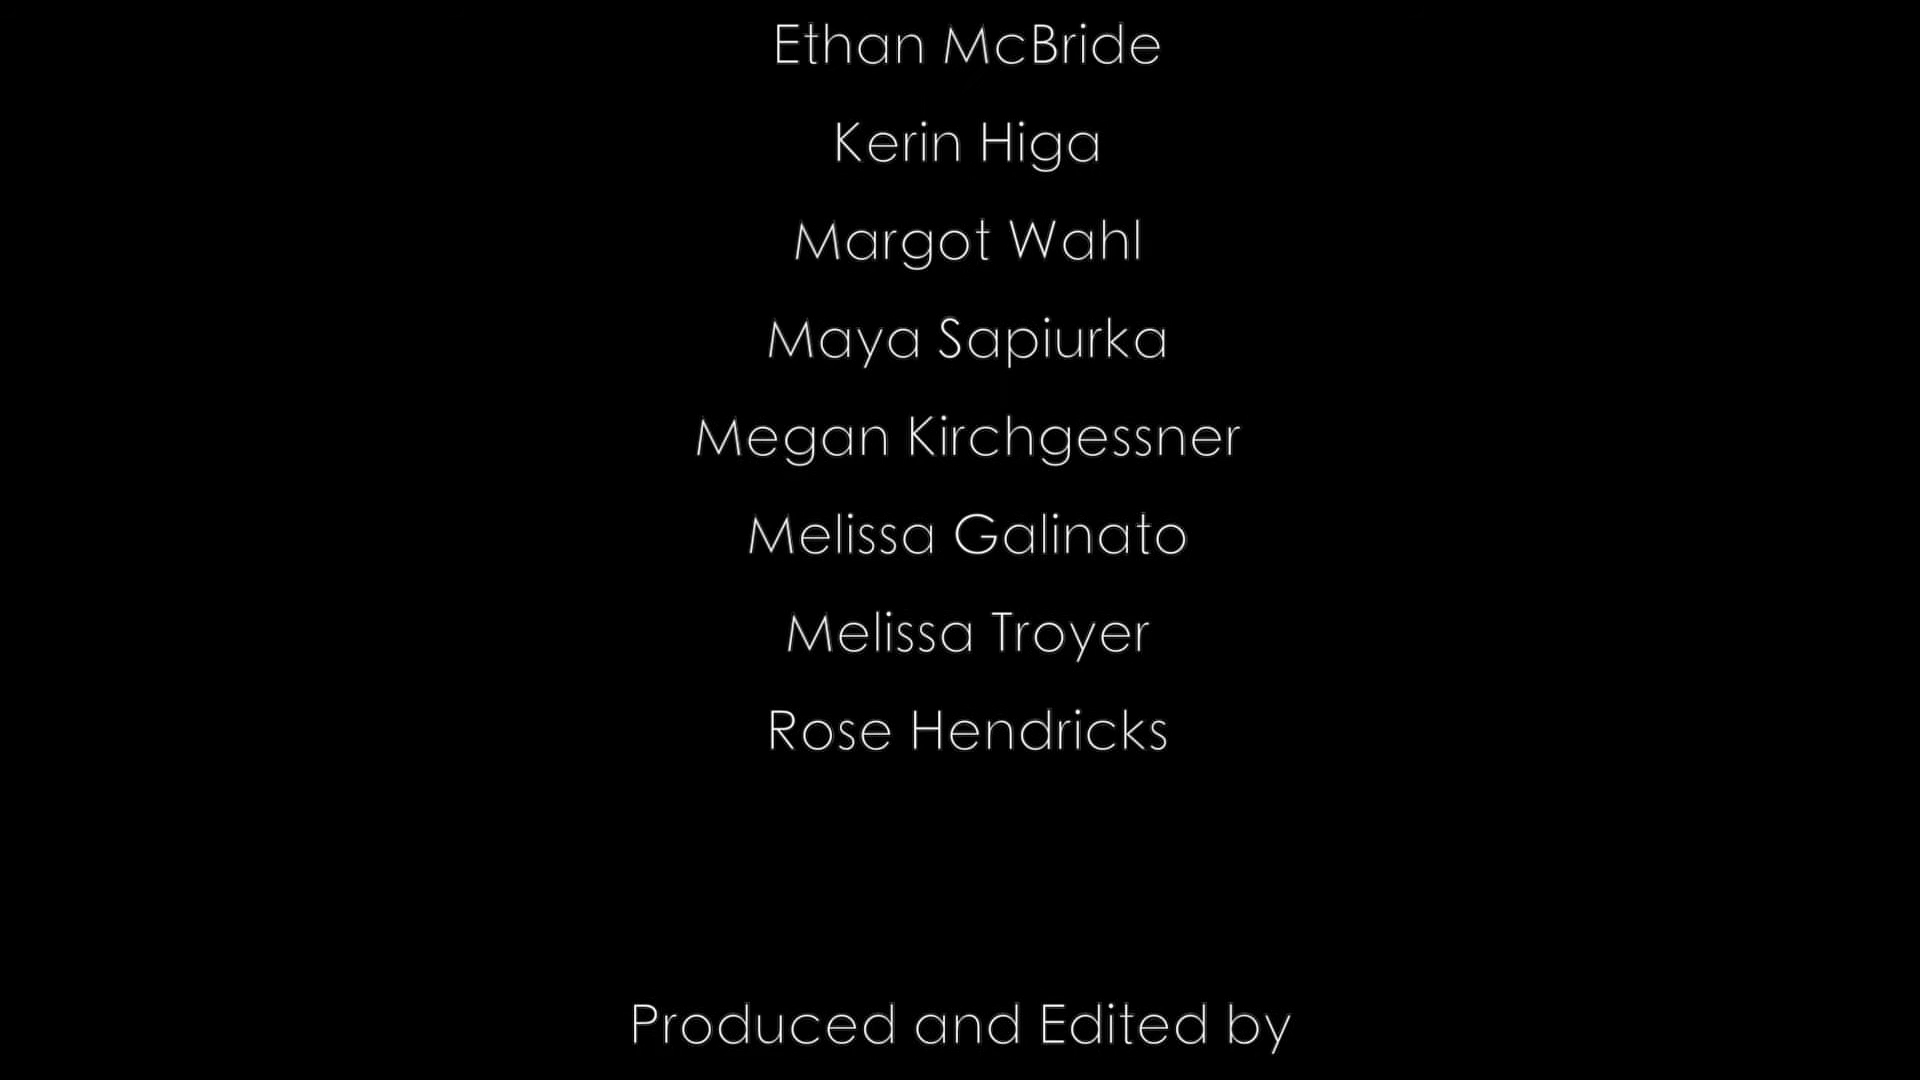 Ethan McBride
Kerin Higa
Margot Wahl
Maya Sapiurka
Megan Kirchgessner
Melissa Galinato
Melissa Troyer
Rose Hendricks
Produced and Edited by